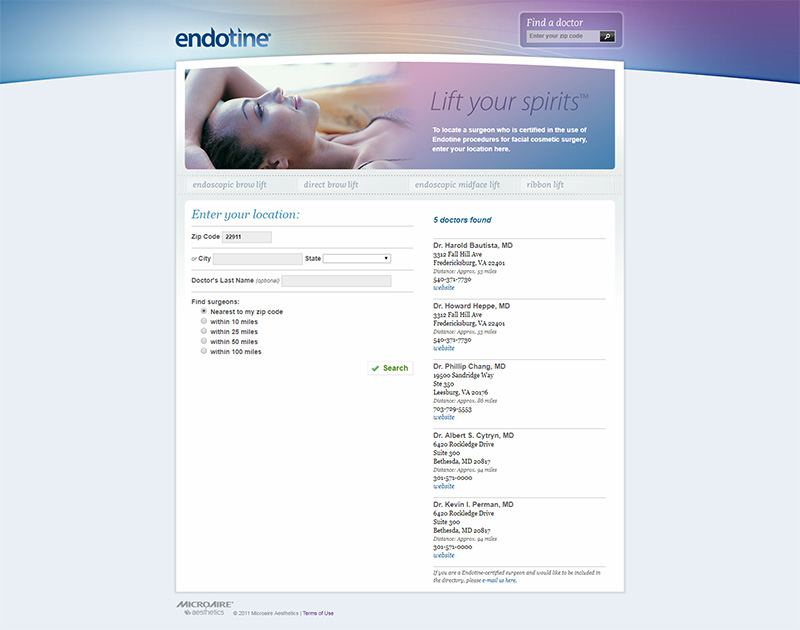 endotine®
Find a doctor
Enter your zip code
Lift your spirits™
To locate a surgeon who is certified in the use of
Endotine procedures for facial cosmetic surgery,
enter your location here.
endoscopic brow lift
direct brow lift
endoscopic midface lift
ribbon lift
Enter your location:
Zip Code 22911
or City State
Doctor's Last Name (optional)
Find surgeons:
Nearest to my zip code
within 10 miles
within 25 miles
within 50 miles
within 100 miles
Search
5 doctors found
Dr. Harold Bautista, MD
3312 Fall Hill Ave
Fredericksburg, VA 22401
Distance: Approx. 53 miles
540-371-7730
website
Dr. Howard Heppe, MD
3312 Fall Hill Ave
Fredericksburg, VA 22401
Distance: Approx. 53 miles
540-371-7730
website
Dr. Phillip Chang, MD
19500 Sandridge Way
Ste 350
Leesburg, VA 20176
Distance: Approx. 86 miles
703-729-5553
website
Dr. Albert S. Cytryn, MD
6420 Rockledge Drive
Suite 300
Bethesda, MD 20817
Distance: Approx. 94 miles
301-571-0000
website
Dr. Kevin I. Perman, MD
6420 Rockledge Drive
Suite 300
Bethesda, MD 20817
Distance: Approx. 94 miles
301-571-0000
website
If you are a Endotine-certified surgeon and would like to be included in
the directory, please e-mail us here.
MICROAIRE®
aesthetics
© 2011 Microaire Aesthetics | Terms of Use